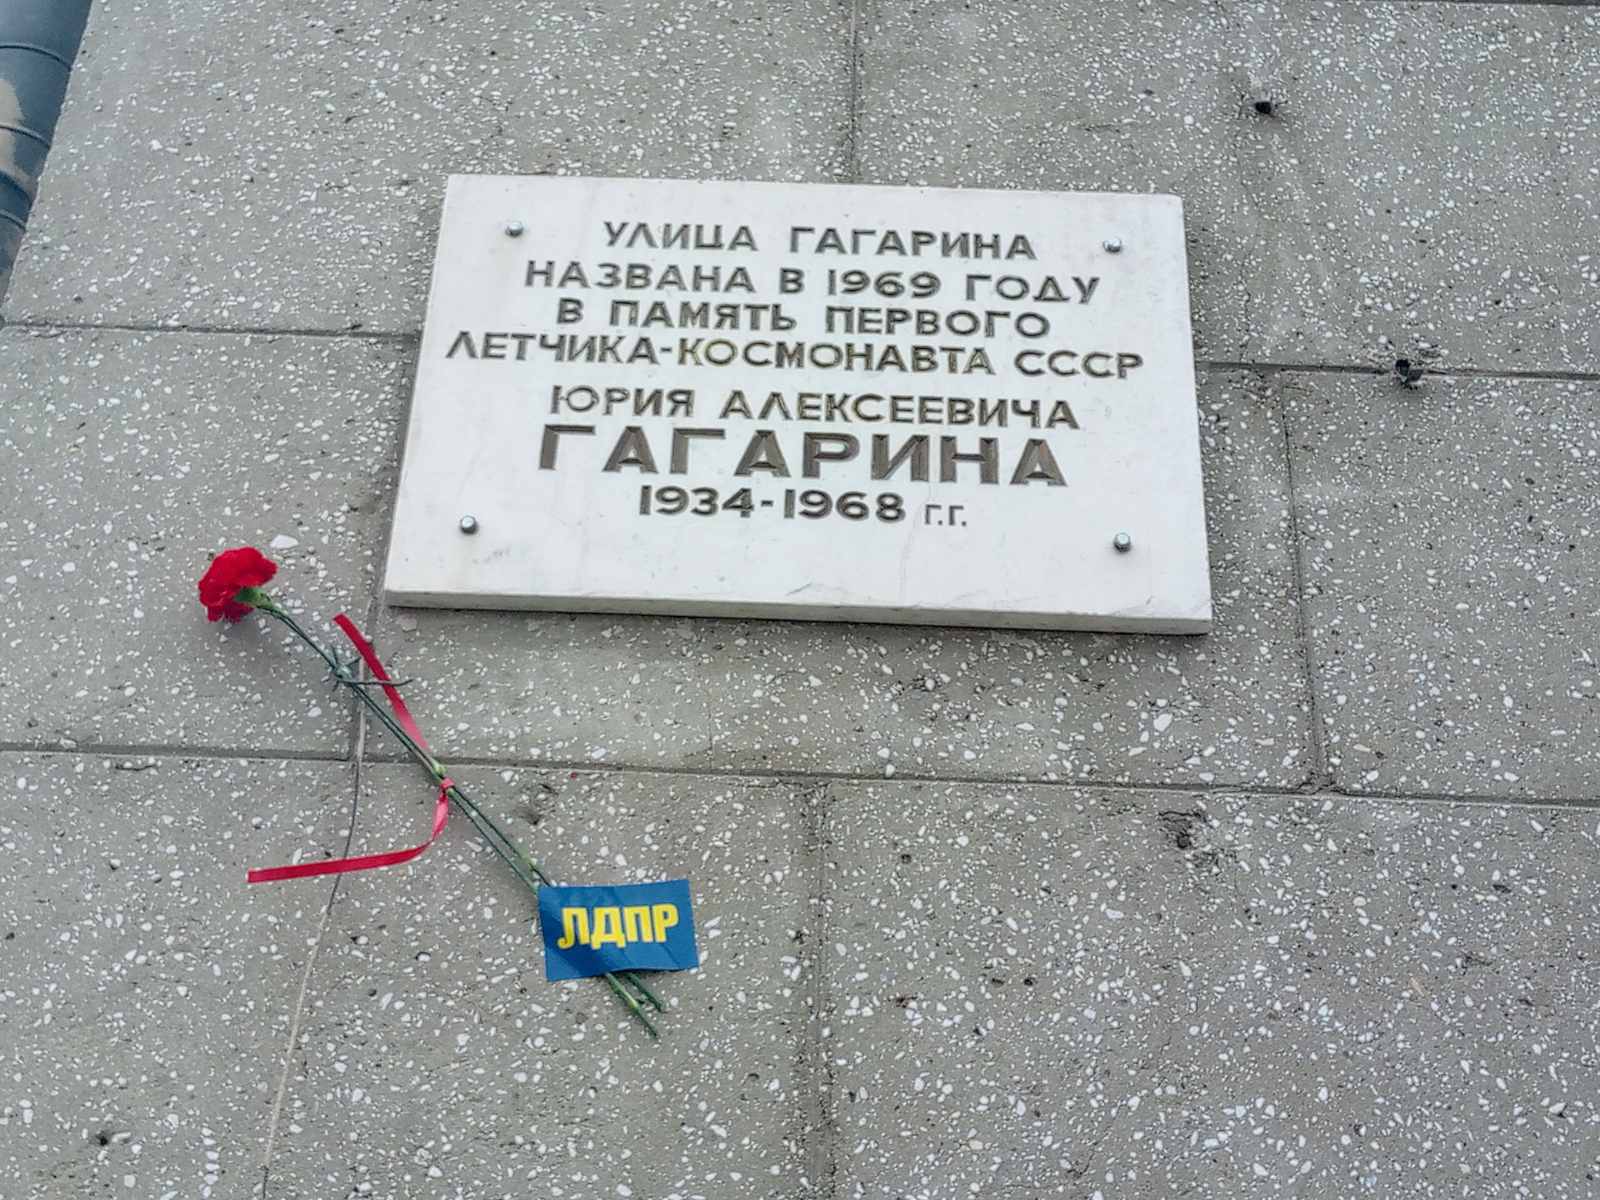 УЛИЦА ГАГАРИНА
НАЗВАНА В 1969 ГОДУ
В ПАМЯТЬ ПЕРВОГО
ЛЕТЧИКА-КОСМОНАВТА СССР
ЮРИЯ АЛЕКСЕЕВИЧА
ГАГАРИНА
1934-1968 г.г.
ЛДПР